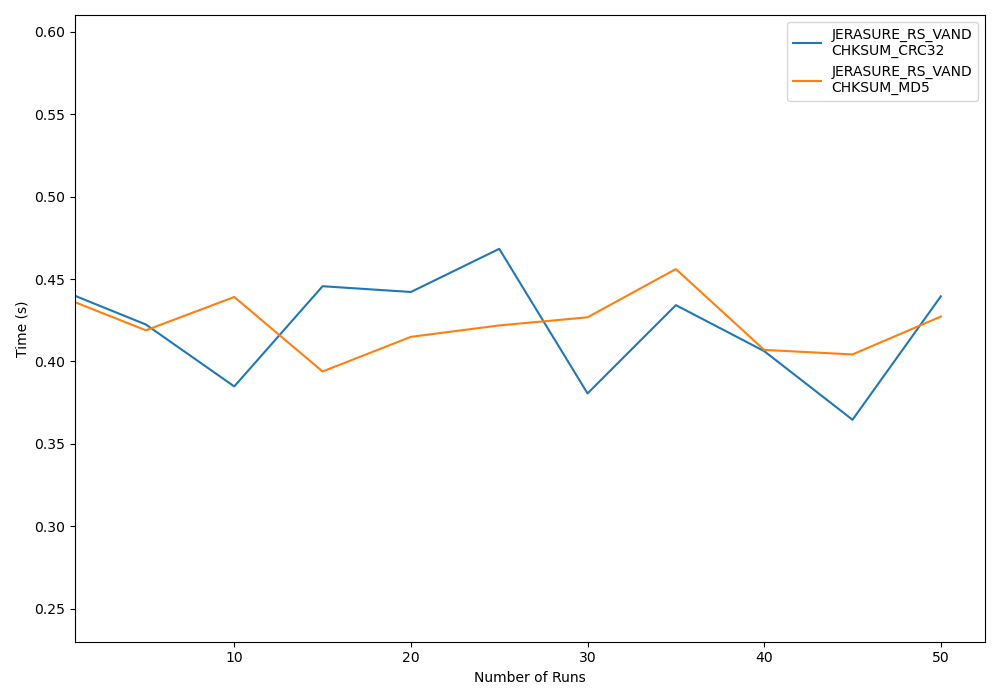 0.60
0.55
0.50
0.45
0.40
0.35
0.30
0.25
Time (s)
10 20 30 40 50
Number of Runs
JERASURE_RS_VAND
CHKSUM_CRC32
JERASURE_RS_VAND
CHKSUM_MD5